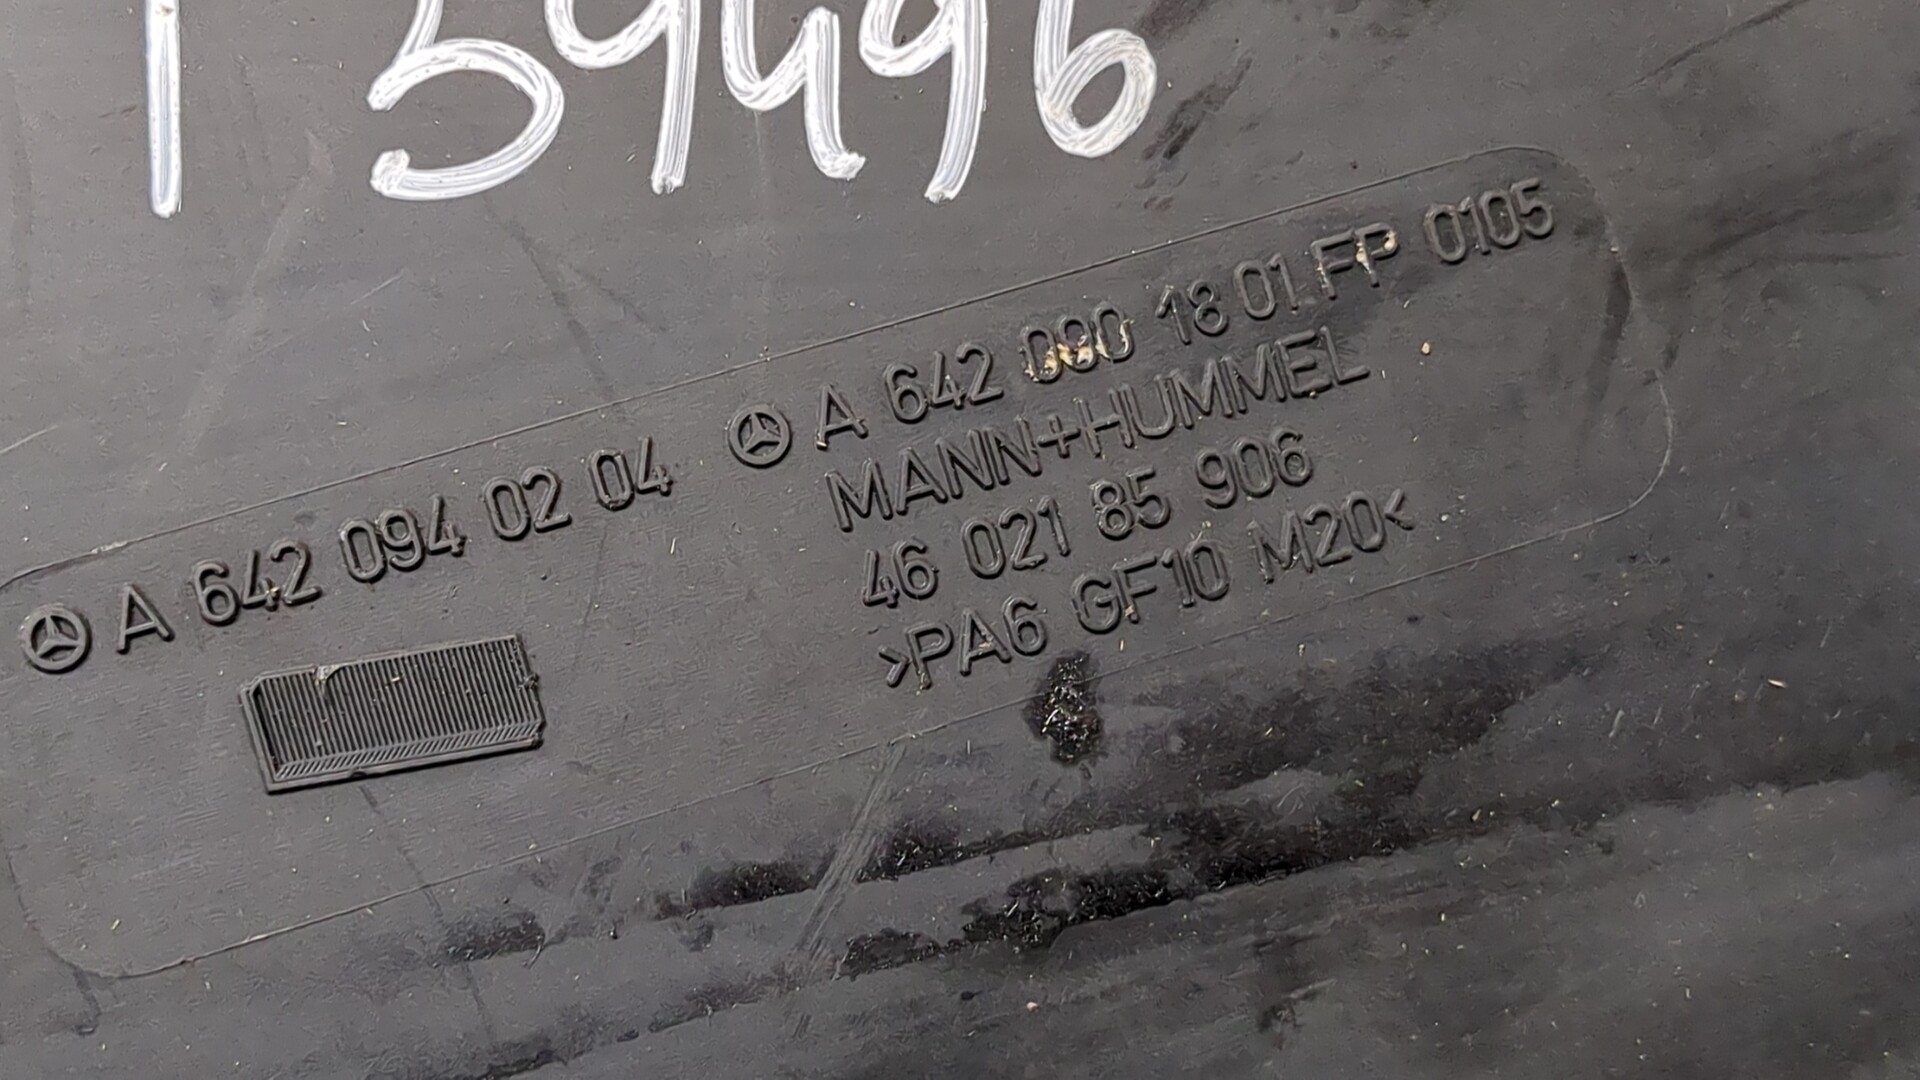 1 59496
A 642 094 02 04
A 642 090 18 01 FP 0105
MANN+HUMMEL
46 021 85 906
>PA6 GF10 M20<